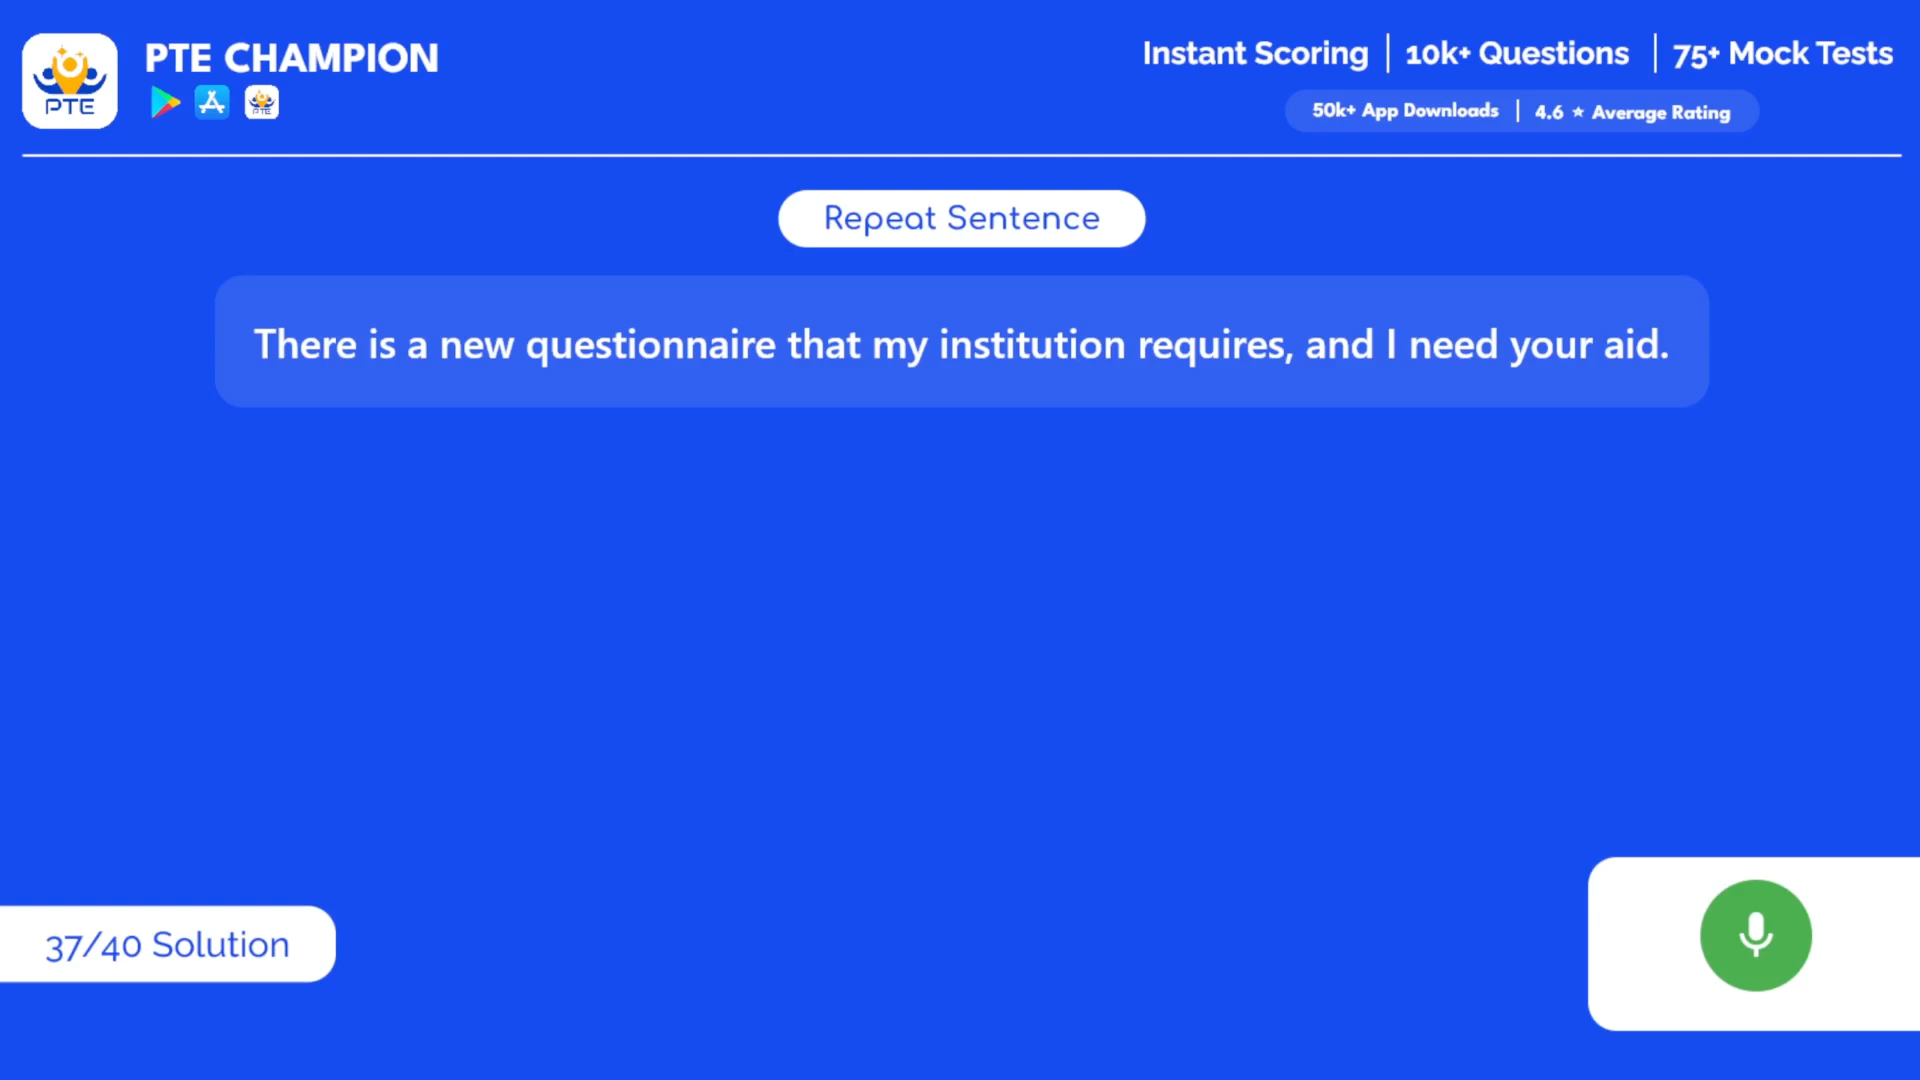 PTE CHAMPION
PTE
PTE
Instant Scoring | 10k+ Questions | 75+ Mock Tests
50k+ App Downloads | 4.6 ★ Average Rating
Repeat Sentence
There is a new questionnaire that my institution requires, and I need your aid.
37/40 Solution